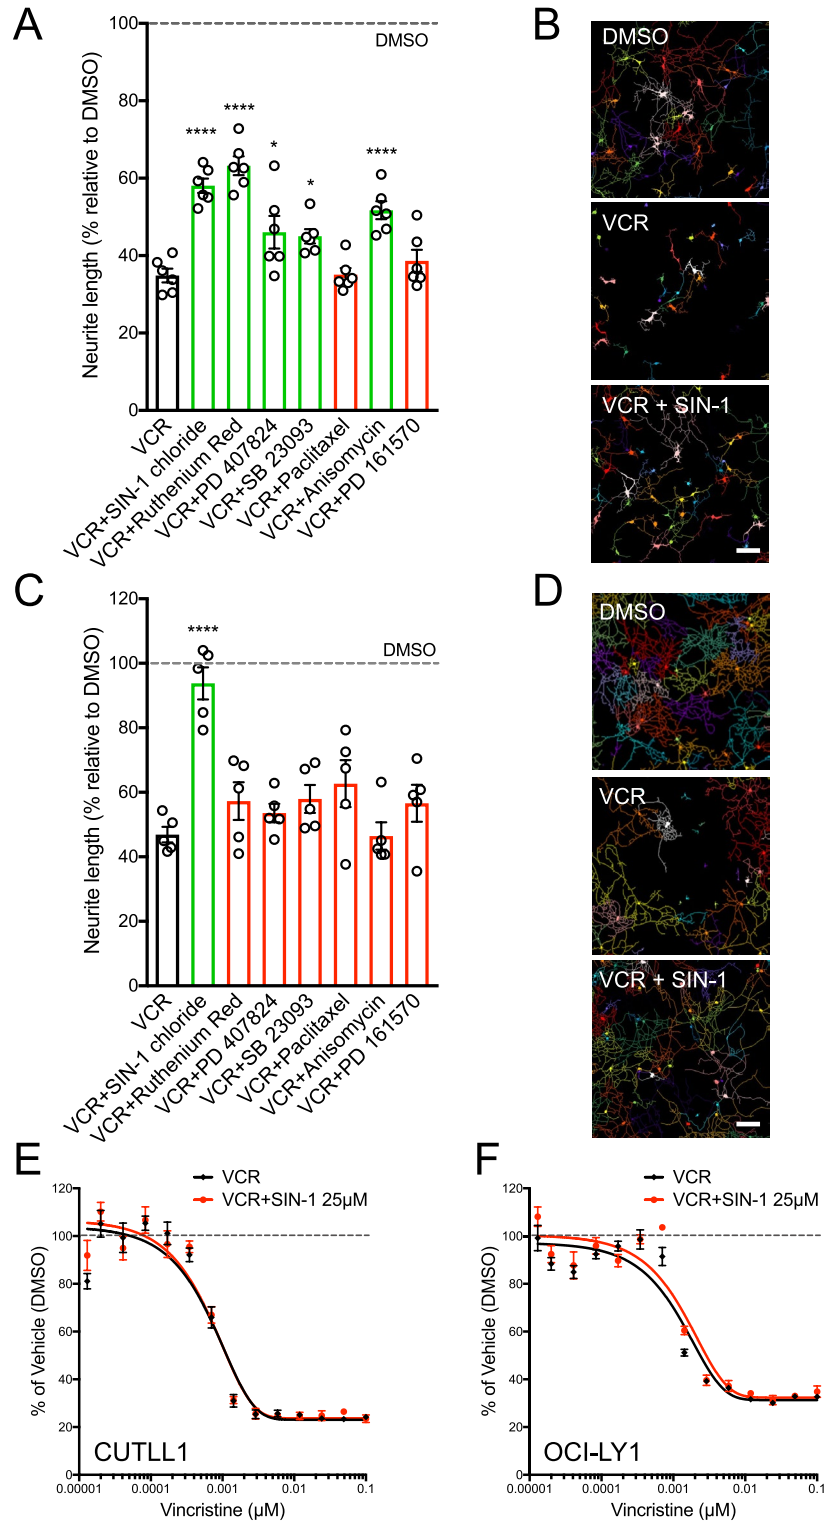 A
Neurite length (% relative to DMSO)
100
80
60
40
20
0
DMSO
****
****
*
*
****
VCR
VCR+SIN-1 chloride
VCR+Ruthenium Red
VCR+PD 407824
VCR+SB 23093
VCR+Paclitaxel
VCR+Anisomycin
VCR+PD 161570
B
DMSO
VCR
VCR + SIN-1
C
Neurite length (% relative to DMSO)
120
100
80
60
40
20
0
****
DMSO
VCR
VCR+SIN-1 chloride
VCR+Ruthenium Red
VCR+PD 407824
VCR+SB 23093
VCR+Paclitaxel
VCR+Anisomycin
VCR+PD 161570
D
DMSO
VCR
VCR + SIN-1
E
VCR
VCR+SIN-1 25µM
% of Vehicle (DMSO)
120
100
80
60
40
20
0
CUTLL1
0.00001 0.0001 0.001 0.01 0.1
Vincristine (µM)
F
VCR
VCR+SIN-1 25µM
% of Vehicle (DMSO)
120
100
80
60
40
20
0
OCI-LY1
0.00001 0.0001 0.001 0.01 0.1
Vincristine (µM)